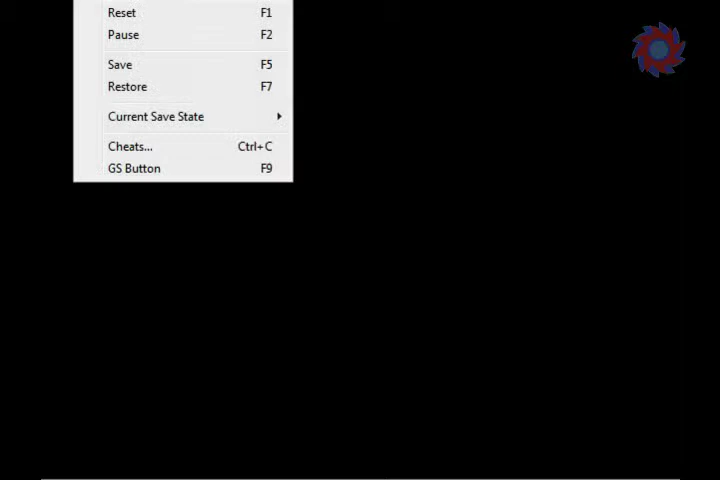 Reset F1
Pause F2
Save F5
Restore F7
Current Save State
Cheats... Ctrl+C
GS Button F9